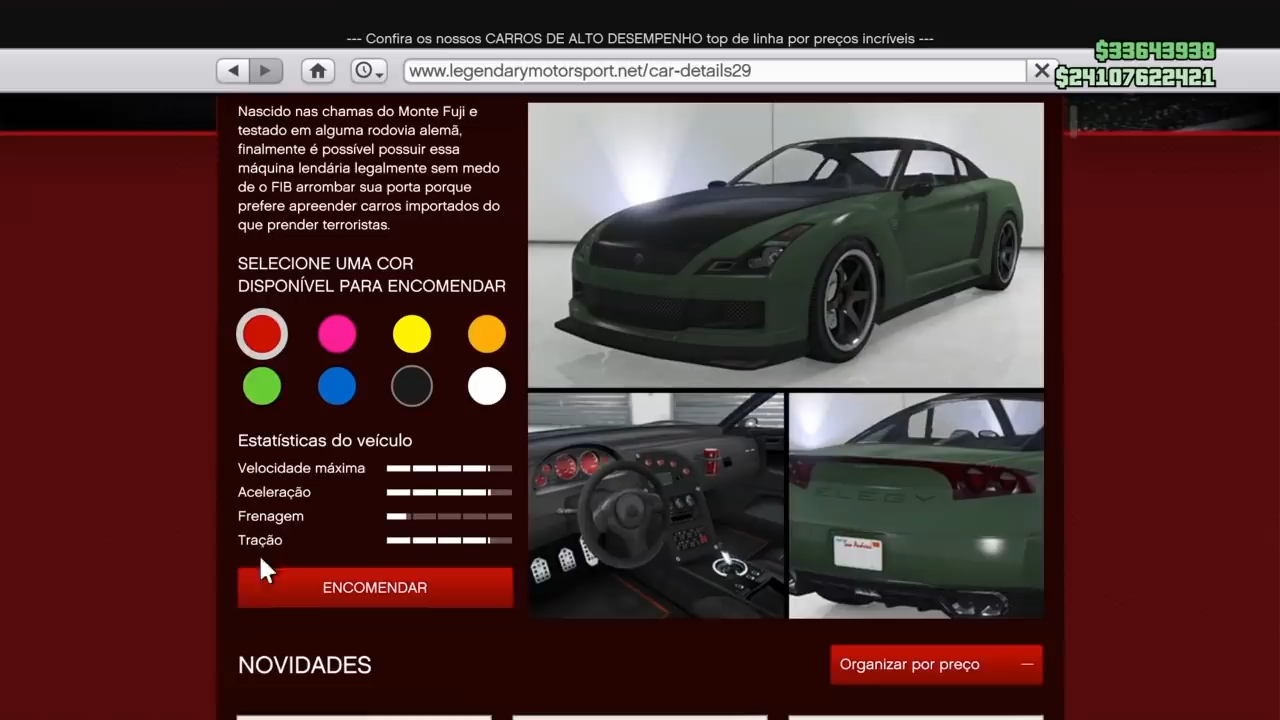 --- Confira os nossos CARROS DE ALTO DESEMPENHO top de linha por preços incríveis ---
$33643938
$24107622421
www.legendarymotorsport.net/car-details29
Nascido nas chamas do Monte Fuji e
testado em alguma rodovia alemã,
finalmente é possível possuir essa
máquina lendária legalmente sem medo
de o FIB arrombar sua porta porque
prefere apreender carros importados do
que prender terroristas.
SELECIONE UMA COR
DISPONÍVEL PARA ENCOMENDAR
Estatísticas do veículo
Velocidade máxima
Aceleração
Frenagem
Tração
ENCOMENDAR
ELEGY
NOVIDADES
Organizar por preço